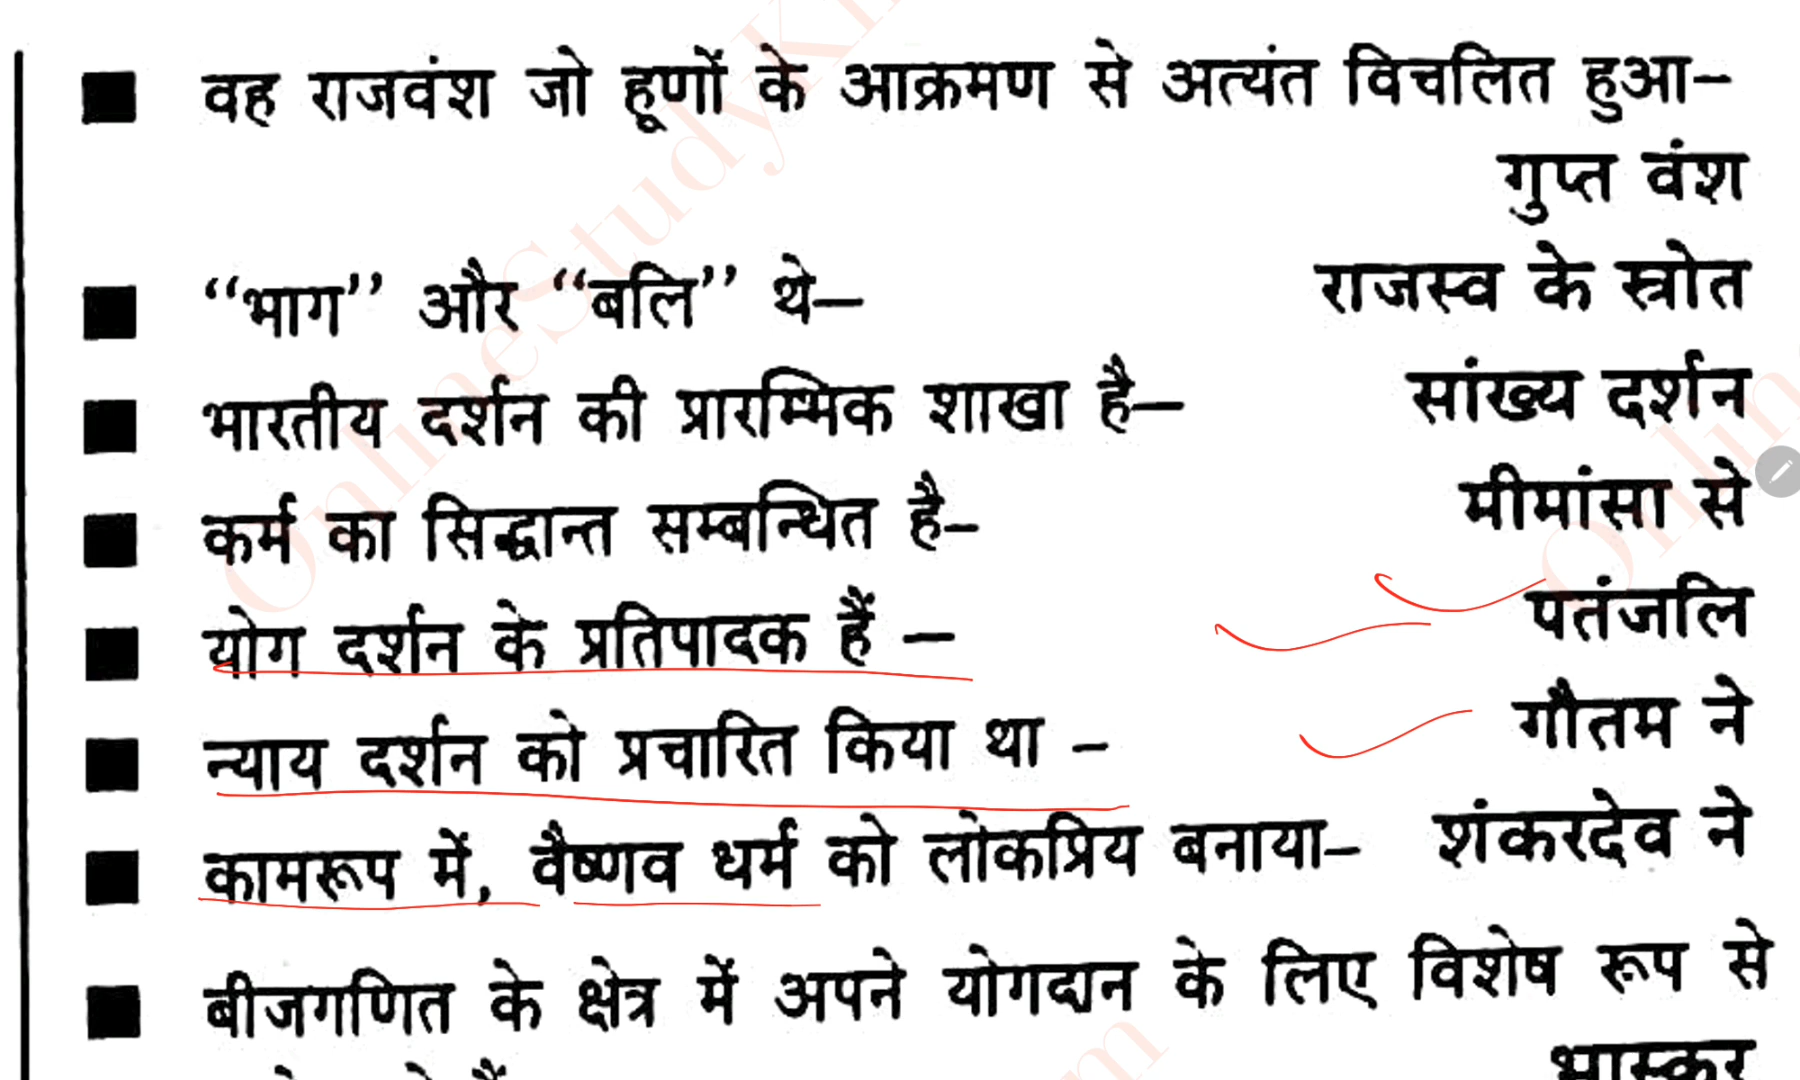 ■ वह राजवंश जो हूणों के आक्रमण से अत्यंत विचलित हुआ–
गुप्त वंश
■ “भाग” और “बलि” थे– राजस्व के स्त्रोत
■ भारतीय दर्शन की प्रारम्भिक शाखा है– सांख्य दर्शन
■ कर्म का सिद्धान्त सम्बन्धित है– मीमांसा से
■ योग दर्शन के प्रतिपादक हैं – पतंजलि
■ न्याय दर्शन को प्रचारित किया था – गौतम ने
■ कामरूप में, वैष्णव धर्म को लोकप्रिय बनाया– शंकरदेव ने
■ बीजगणित के क्षेत्र में अपने योगदान के लिए विशेष रूप से
भास्कर